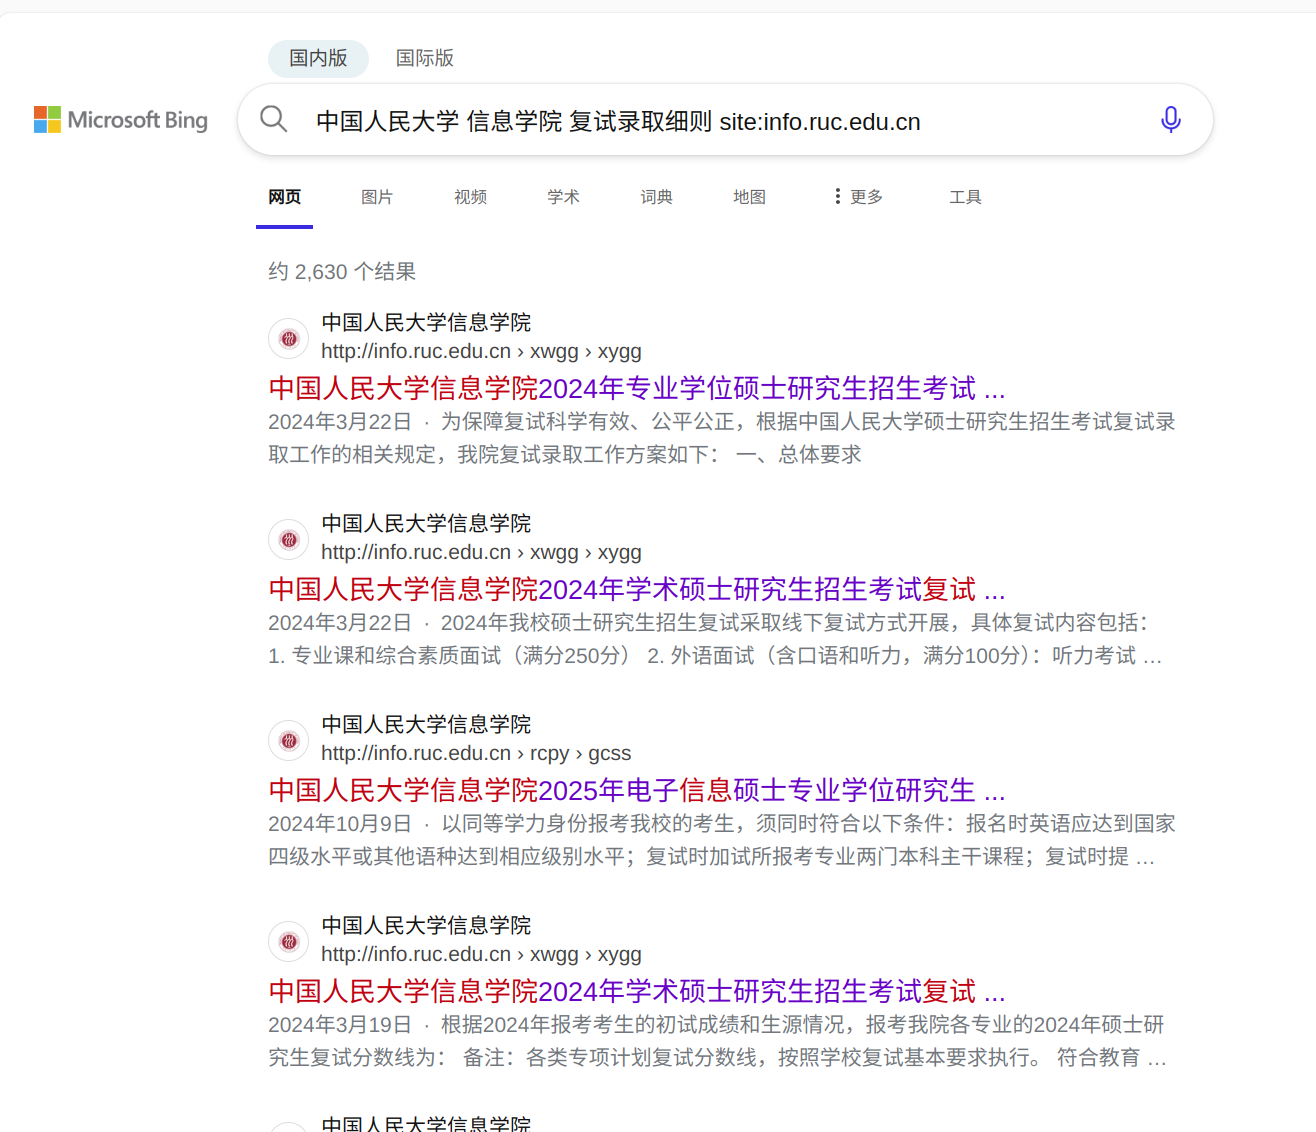 国内版 国际版
Microsoft Bing
中国人民大学 信息学院 复试录取细则 site:info.ruc.edu.cn
网页 图片 视频 学术 词典 地图 更多 工具
约 2,630 个结果
中国人民大学信息学院
http://info.ruc.edu.cn › xwgg › xygg
中国人民大学信息学院2024年专业学位硕士研究生招生考试 ...
2024年3月22日 · 为保障复试科学有效、公平公正，根据中国人民大学硕士研究生招生考试复试录
取工作的相关规定，我院复试录取工作方案如下： 一、总体要求
中国人民大学信息学院
http://info.ruc.edu.cn › xwgg › xygg
中国人民大学信息学院2024年学术硕士研究生招生考试复试 ...
2024年3月22日 · 2024年我校硕士研究生招生复试采取线下复试方式开展，具体复试内容包括：
1. 专业课和综合素质面试（满分250分） 2. 外语面试（含口语和听力，满分100分）：听力考试 ...
中国人民大学信息学院
http://info.ruc.edu.cn › rcpy › gcss
中国人民大学信息学院2025年电子信息硕士专业学位研究生 ...
2024年10月9日 · 以同等学力身份报考我校的考生，须同时符合以下条件：报名时英语应达到国家
四级水平或其他语种达到相应级别水平；复试时加试所报考专业两门本科主干课程；复试时提 ...
中国人民大学信息学院
http://info.ruc.edu.cn › xwgg › xygg
中国人民大学信息学院2024年学术硕士研究生招生考试复试 ...
2024年3月19日 · 根据2024年报考考生的初试成绩和生源情况，报考我院各专业的2024年硕士研
究生复试分数线为： 备注：各类专项计划复试分数线，按照学校复试基本要求执行。 符合教育 ...
中国人民大学信息学院